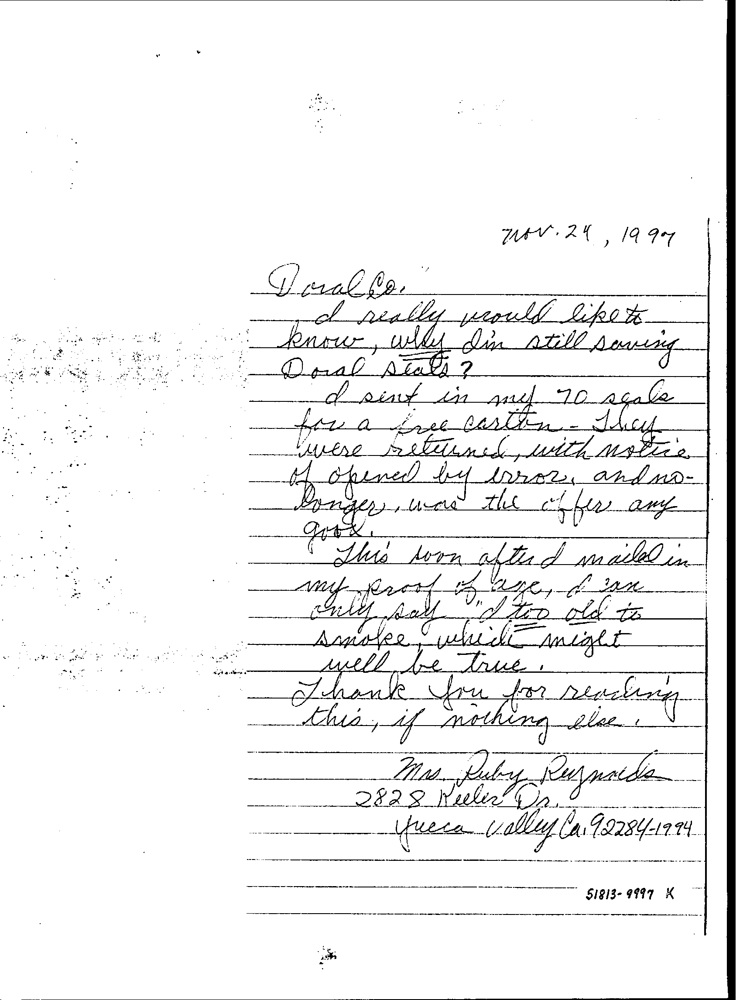 Nov. 24, 1997
Doral Co.
I really would like to
know, why I'm still saving
Doral seals?
I sent in my 70 seals
for a free carton - They
were returned, with notice
of opened by error, and no-
longer, was the offer any
good.
This soon after I mailed in
my proof of age, I can
only say "I too old to
smoke", which might
well be true.
Thank you for reading
this, if nothing else.
Mrs Ruby Reynolds
2828 Keeler Dr.
Yucca Valley Ca. 92284-1994
51813-9997 K